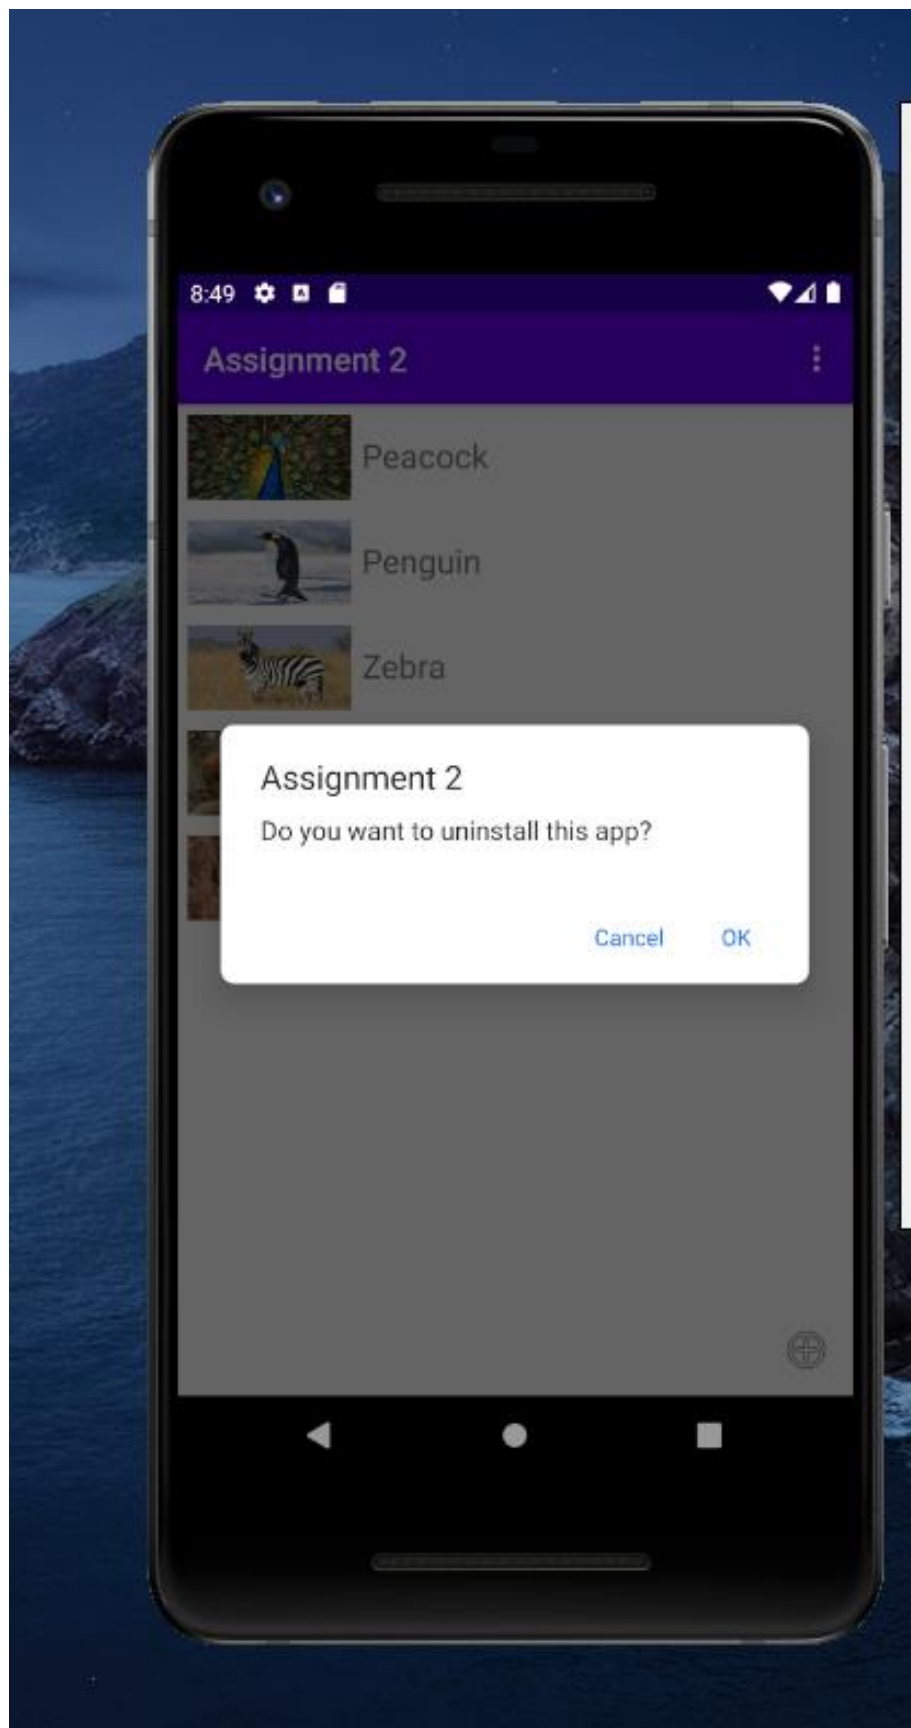 8:49
Assignment 2
Peacock
Penguin
Zebra
Assignment 2
Do you want to uninstall this app?
Cancel OK